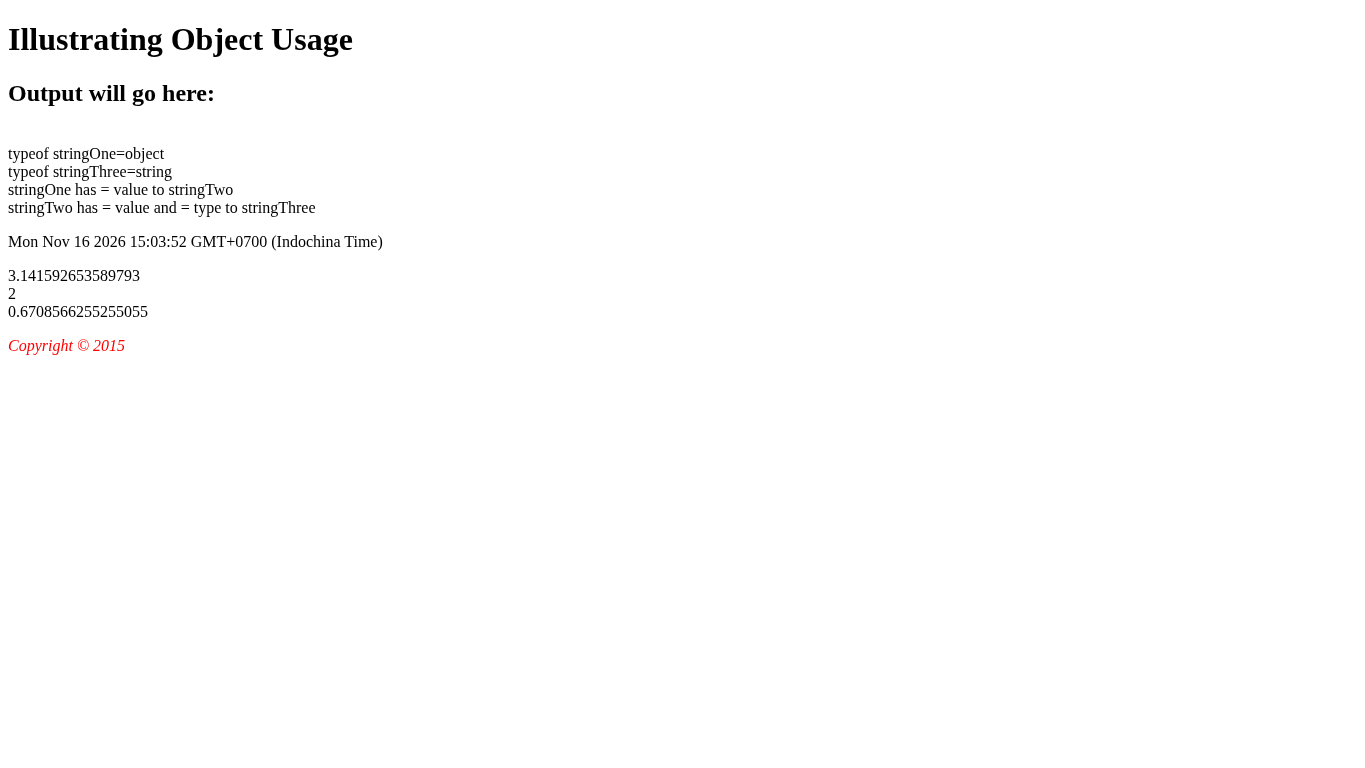 Illustrating Object Usage
Output will go here:
typeof stringOne=object
typeof stringThree=string
stringOne has = value to stringTwo
stringTwo has = value and = type to stringThree
Mon Nov 16 2026 15:03:52 GMT+0700 (Indochina Time)
3.141592653589793
2
0.6708566255255055
Copyright © 2015